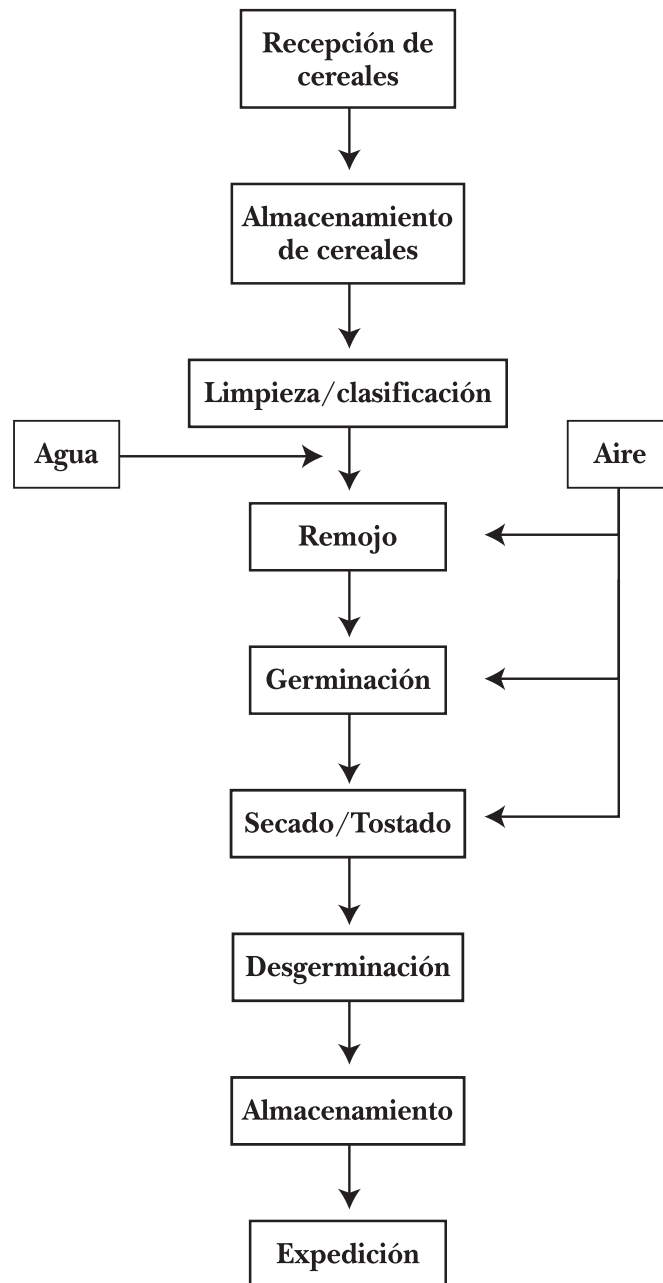 Recepción de
cereales
Almacenamiento
de cereales
Limpieza/clasificación
Agua
Aire
Remojo
Germinación
Secado/Tostado
Desgerminación
Almacenamiento
Expedición